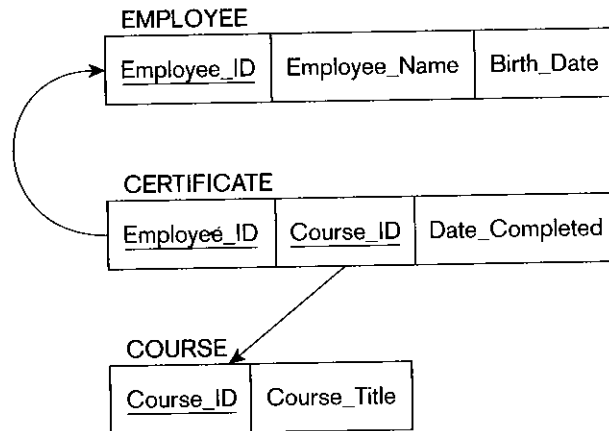 EMPLOYEE
Employee_ID Employee_Name Birth_Date
CERTIFICATE
Employee_ID Course_ID Date_Completed
COURSE
Course_ID Course_Title